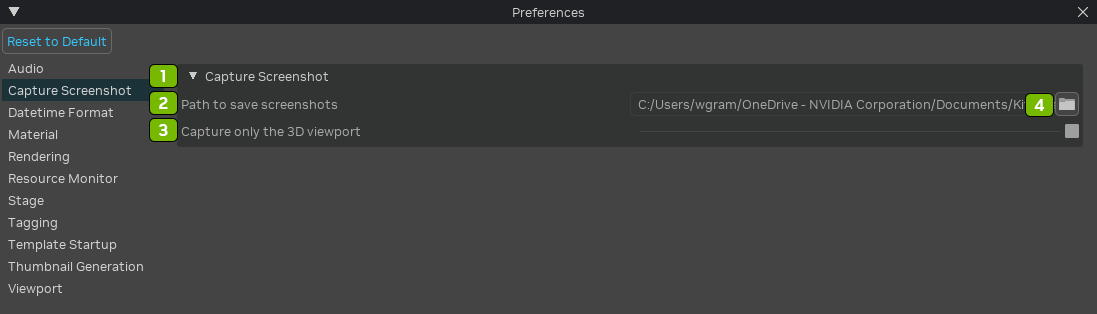 Preferences
Reset to Default
Audio
Capture Screenshot
Datetime Format
Material
Rendering
Resource Monitor
Stage
Tagging
Template Startup
Thumbnail Generation
Viewport
1 Capture Screenshot
2 Path to save screenshots C:/Users/wgram/OneDrive - NVIDIA Corporation/Documents/Ki 4
3 Capture only the 3D viewport